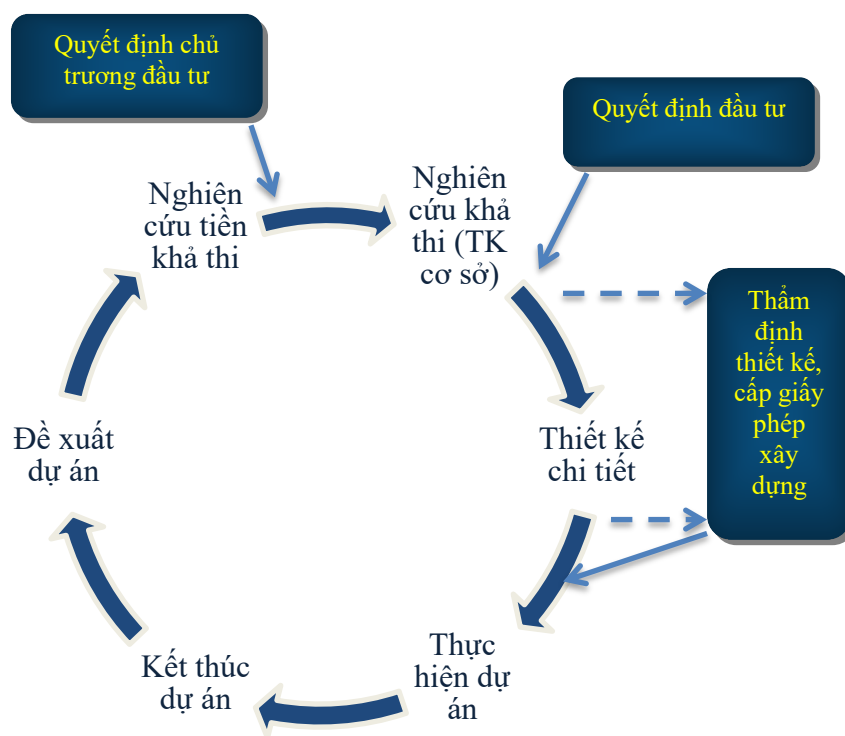 Quyết định chủ
trương đầu tư
Quyết định đầu tư
Nghiên
cứu tiền
khả thi
Nghiên
cứu khả
thi (TK
cơ sở)
Thẩm
định
thiết kế,
cấp giấy
phép
xây
dựng
Thiết kế
chi tiết
Đề xuất
dự án
Thực
hiện dự
án
Kết thúc
dự án